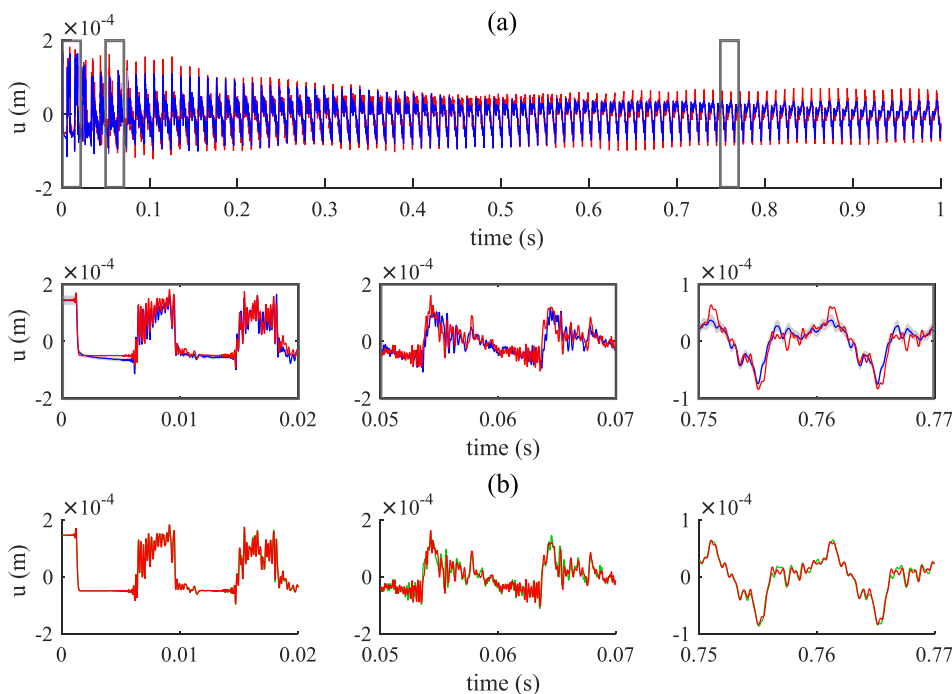 (a)
×10⁻⁴
2
0
-2
u (m)
0 0.1 0.2 0.3 0.4 0.5 0.6 0.7 0.8 0.9 1
time (s)
×10⁻⁴ ×10⁻⁴ ×10⁻⁴
2 2 1
u (m)
0 0 0
-2 -2 -1
0 0.01 0.02 0.05 0.06 0.07 0.75 0.76 0.77
time (s)
(b)
×10⁻⁴ ×10⁻⁴ ×10⁻⁴
2 2 1
u (m)
0 0 0
-2 -2 -1
0 0.01 0.02 0.05 0.06 0.07 0.75 0.76 0.77
time (s) time (s) time (s)